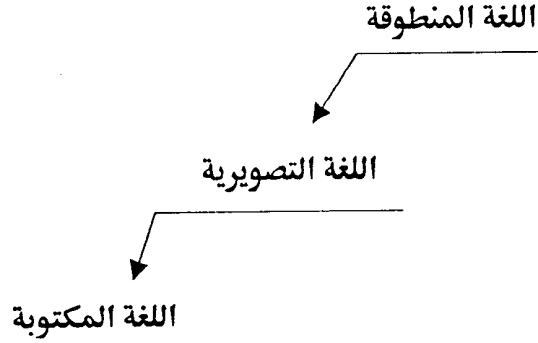 اللغة المنطوقة
اللغة التصويرية
اللغة المكتوبة